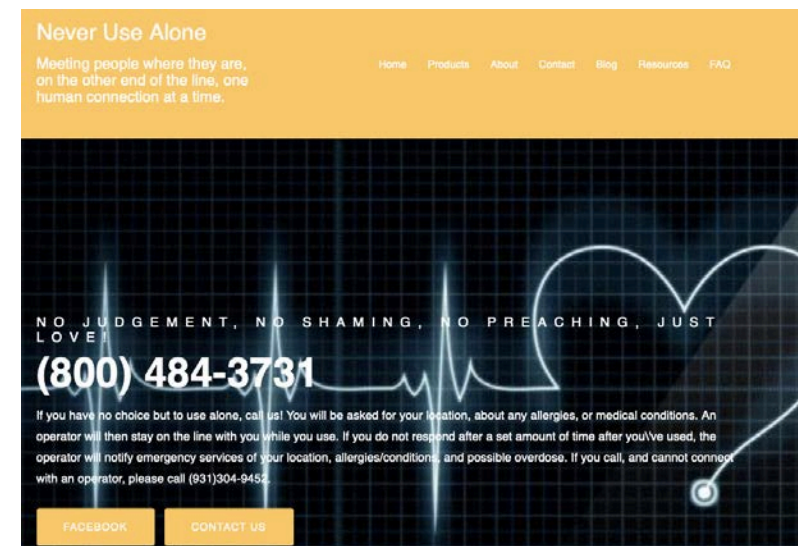 Never Use Alone
Meeting people where they are,
on the other end of the line, one
human connection at a time.
Home Products About Contact Blog Resources FAQ
NO JUDGEMENT, NO SHAMING, NO PREACHING, JUST
LOVE!
(800) 484-3731
If you have no choice but to use alone, call us! You will be asked for your location, about any allergies, or medical conditions. An
operator will then stay on the line with you while you use. If you do not respond after a set amount of time after you\'ve used, the
operator will notify emergency services of your location, allergies/conditions, and possible overdose. If you call, and cannot connect
with an operator, please call (931)304-9452.
FACEBOOK CONTACT US